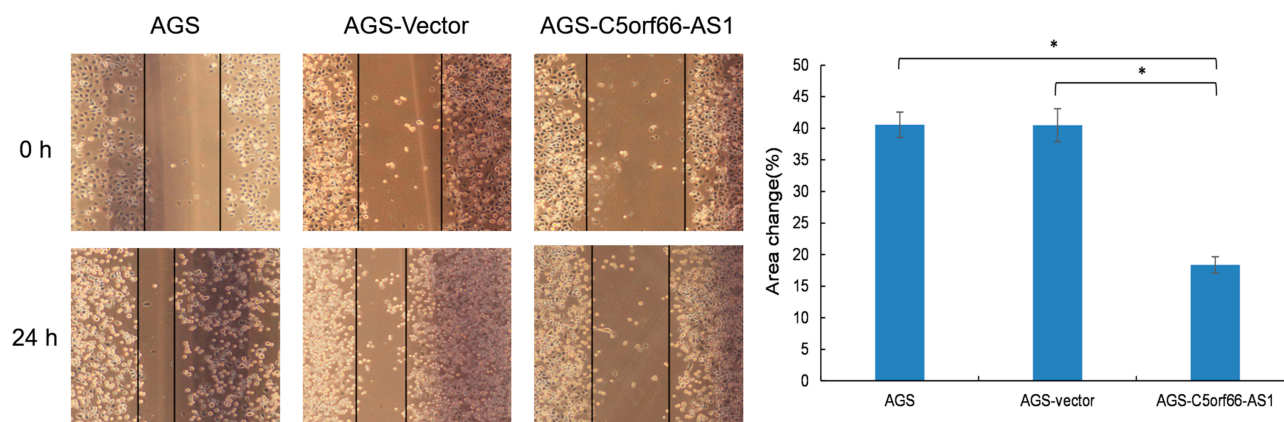 AGS AGS-Vector AGS-C5orf66-AS1
0 h
24 h
*
*
Area change(%)
50
45
40
35
30
25
20
15
10
5
0
AGS AGS-vector AGS-C5orf66-AS1